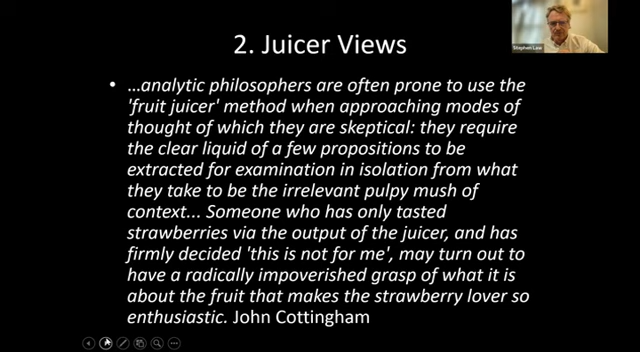 Stephen Law
2. Juicer Views
• …analytic philosophers are often prone to use the
'fruit juicer' method when approaching modes of
thought of which they are skeptical: they require
the clear liquid of a few propositions to be
extracted for examination in isolation from what
they take to be the irrelevant pulpy mush of
context... Someone who has only tasted
strawberries via the output of the juicer, and has
firmly decided 'this is not for me', may turn out to
have a radically impoverished grasp of what it is
about the fruit that makes the strawberry lover so
enthusiastic. John Cottingham